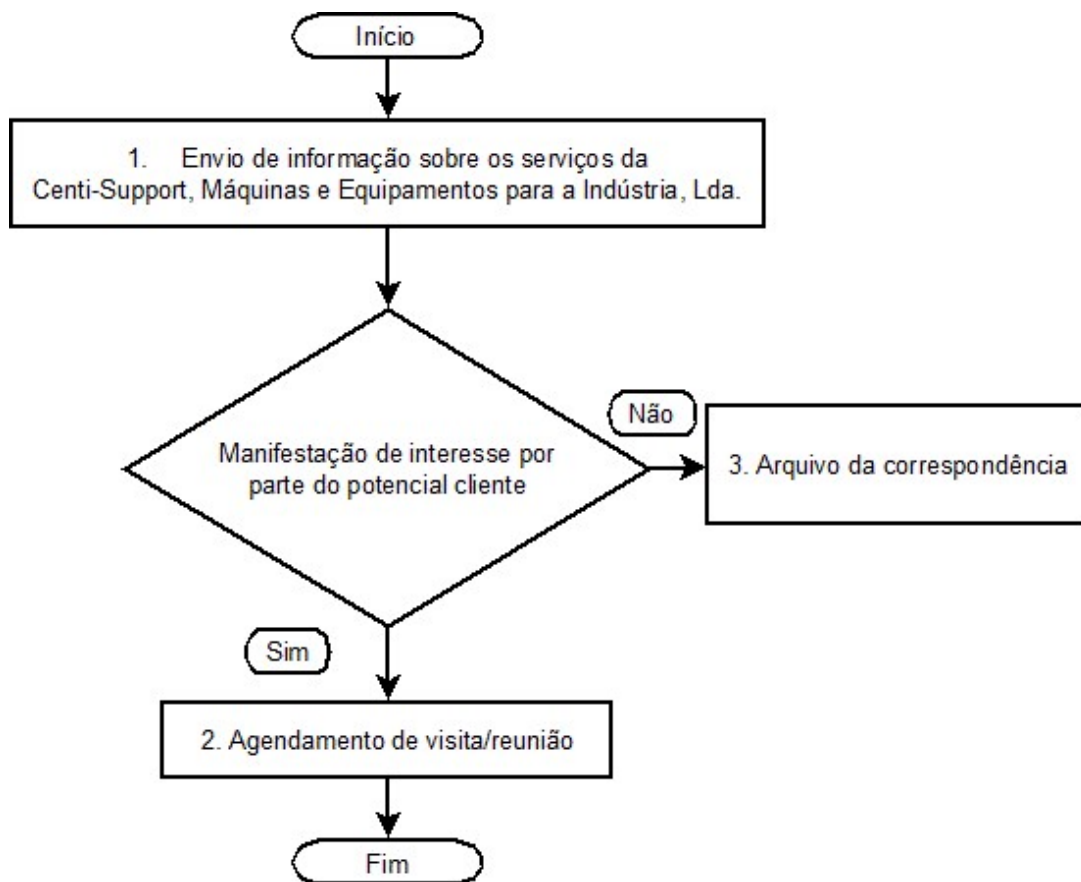 Início
1. Envio de informação sobre os serviços da
Centi-Support, Máquinas e Equipamentos para a Indústria, Lda.
Manifestação de interesse por
parte do potencial cliente
Não
3. Arquivo da correspondência
Sim
2. Agendamento de visita/reunião
Fim